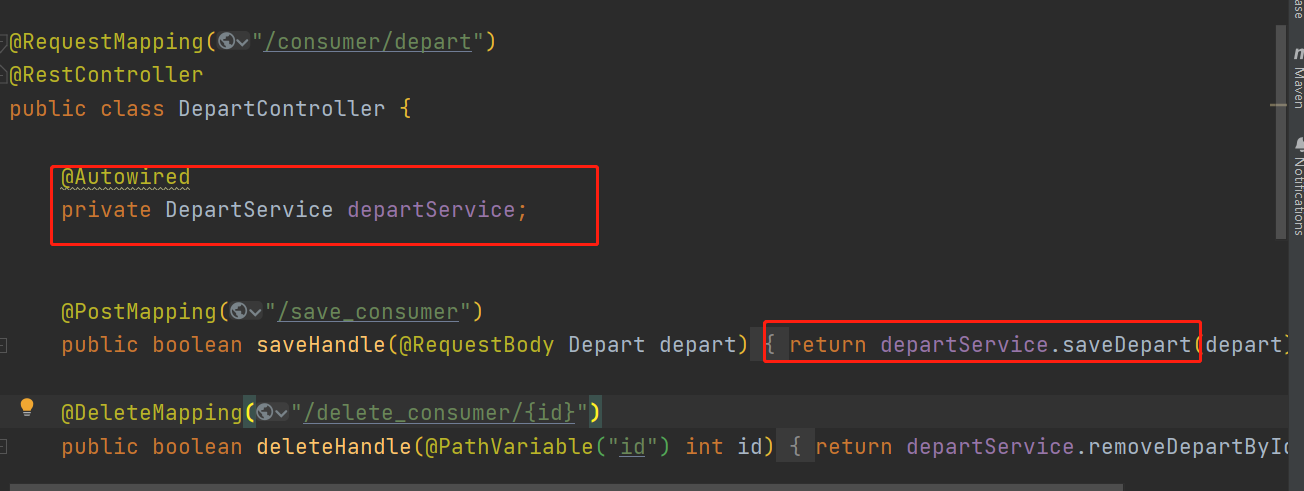 @RequestMapping("/consumer/depart")
@RestController
public class DepartController {
@Autowired
private DepartService departService;
@PostMapping("/save_consumer")
public boolean saveHandle(@RequestBody Depart depart) { return departService.saveDepart(depart)
@DeleteMapping("/delete_consumer/{id}")
public boolean deleteHandle(@PathVariable("id") int id) { return departService.removeDepartById
ase
m
Maven
Notifications